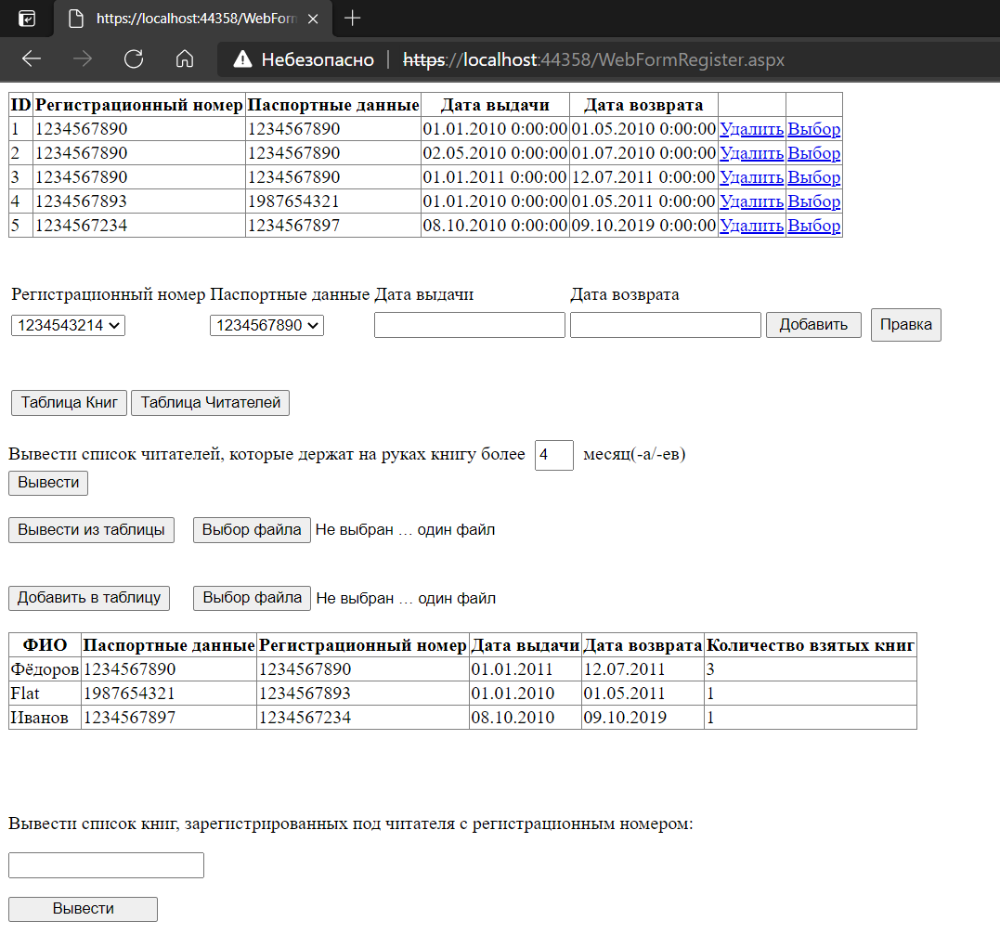 https://localhost:44358/WebForm
Небезопасно https://localhost:44358/WebFormRegister.aspx
ID Регистрационный номер Паспортные данные Дата выдачи Дата возврата
1 1234567890 1234567890 01.01.2010 0:00:00 01.05.2010 0:00:00 Удалить Выбор
2 1234567890 1234567890 02.05.2010 0:00:00 01.07.2010 0:00:00 Удалить Выбор
3 1234567890 1234567890 01.01.2011 0:00:00 12.07.2011 0:00:00 Удалить Выбор
4 1234567893 1987654321 01.01.2010 0:00:00 01.05.2011 0:00:00 Удалить Выбор
5 1234567234 1234567897 08.10.2010 0:00:00 09.10.2019 0:00:00 Удалить Выбор
Регистрационный номер Паспортные данные Дата выдачи Дата возврата
1234543214 1234567890 Добавить Правка
Таблица Книг Таблица Читателей
Вывести список читателей, которые держат на руках книгу более 4 месяц(-а/-ев)
Вывести
Вывести из таблицы Выбор файла Не выбран … один файл
Добавить в таблицу Выбор файла Не выбран … один файл
ФИО Паспортные данные Регистрационный номер Дата выдачи Дата возврата Количество взятых книг
Фёдоров 1234567890 1234567890 01.01.2011 12.07.2011 3
Flat 1987654321 1234567893 01.01.2010 01.05.2011 1
Иванов 1234567897 1234567234 08.10.2010 09.10.2019 1
Вывести список книг, зарегистрированных под читателя с регистрационным номером:
Вывести